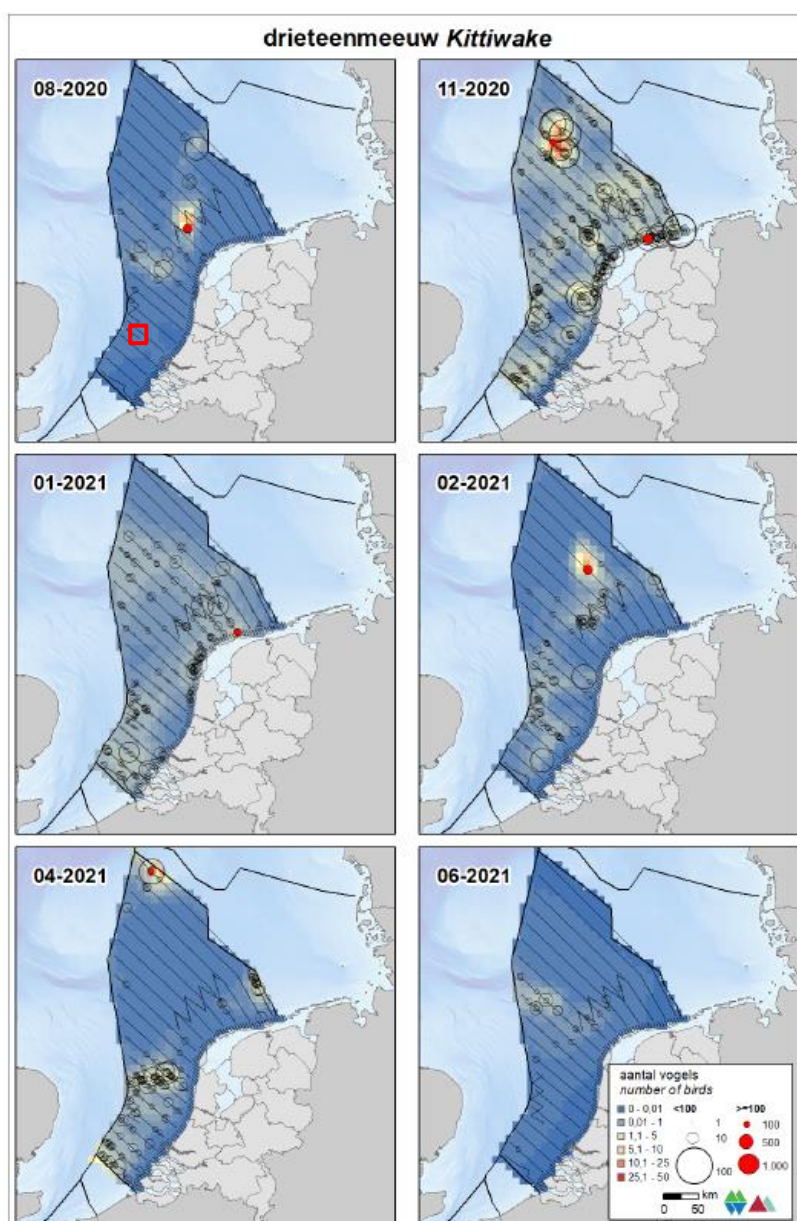 drieteenmeeuw Kittiwake
08-2020
11-2020
01-2021
02-2021
04-2021
06-2021
aantal vogels
number of birds
0 - 0,01
0,01 - 1
1,1 - 5
5,1 - 10
10,1 - 25
25,1 - 50
<100
1
10
100
>=100
100
500
1.000
km
0 50